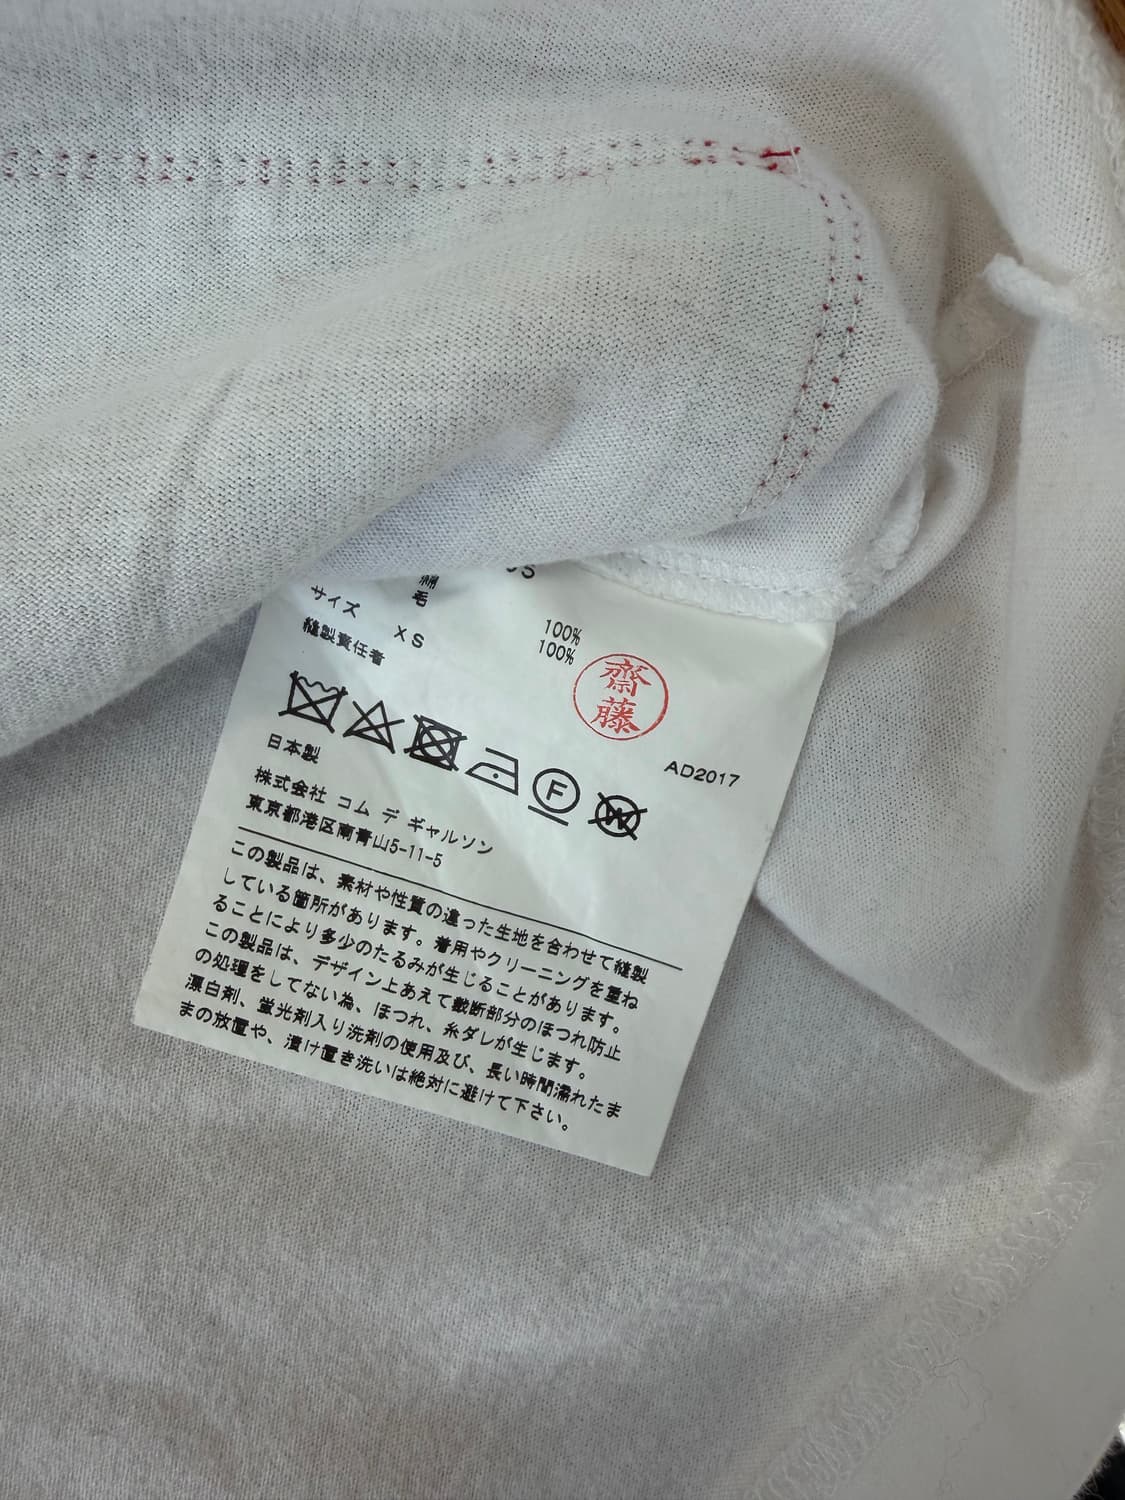 綿 100%
毛 100%
サイズ XS
縫製責任者 齋藤
AD2017
F
W
日本製
株式会社 コム デ ギャルソン
東京都港区南青山5-11-5
この製品は、素材や性質の違った生地を合わせて縫製
している箇所があります。着用やクリーニングを重ね
ることにより多少のたるみが生じることがあります。
この製品は、デザイン上あえて裁断部分のほつれ防止
の処理をしてない為、ほつれ、糸ダレが生じます。
漂白剤、蛍光剤入り洗剤の使用及び、長い時間濡れたま
まの放置や、漬け置き洗いは絶対に避けて下さい。